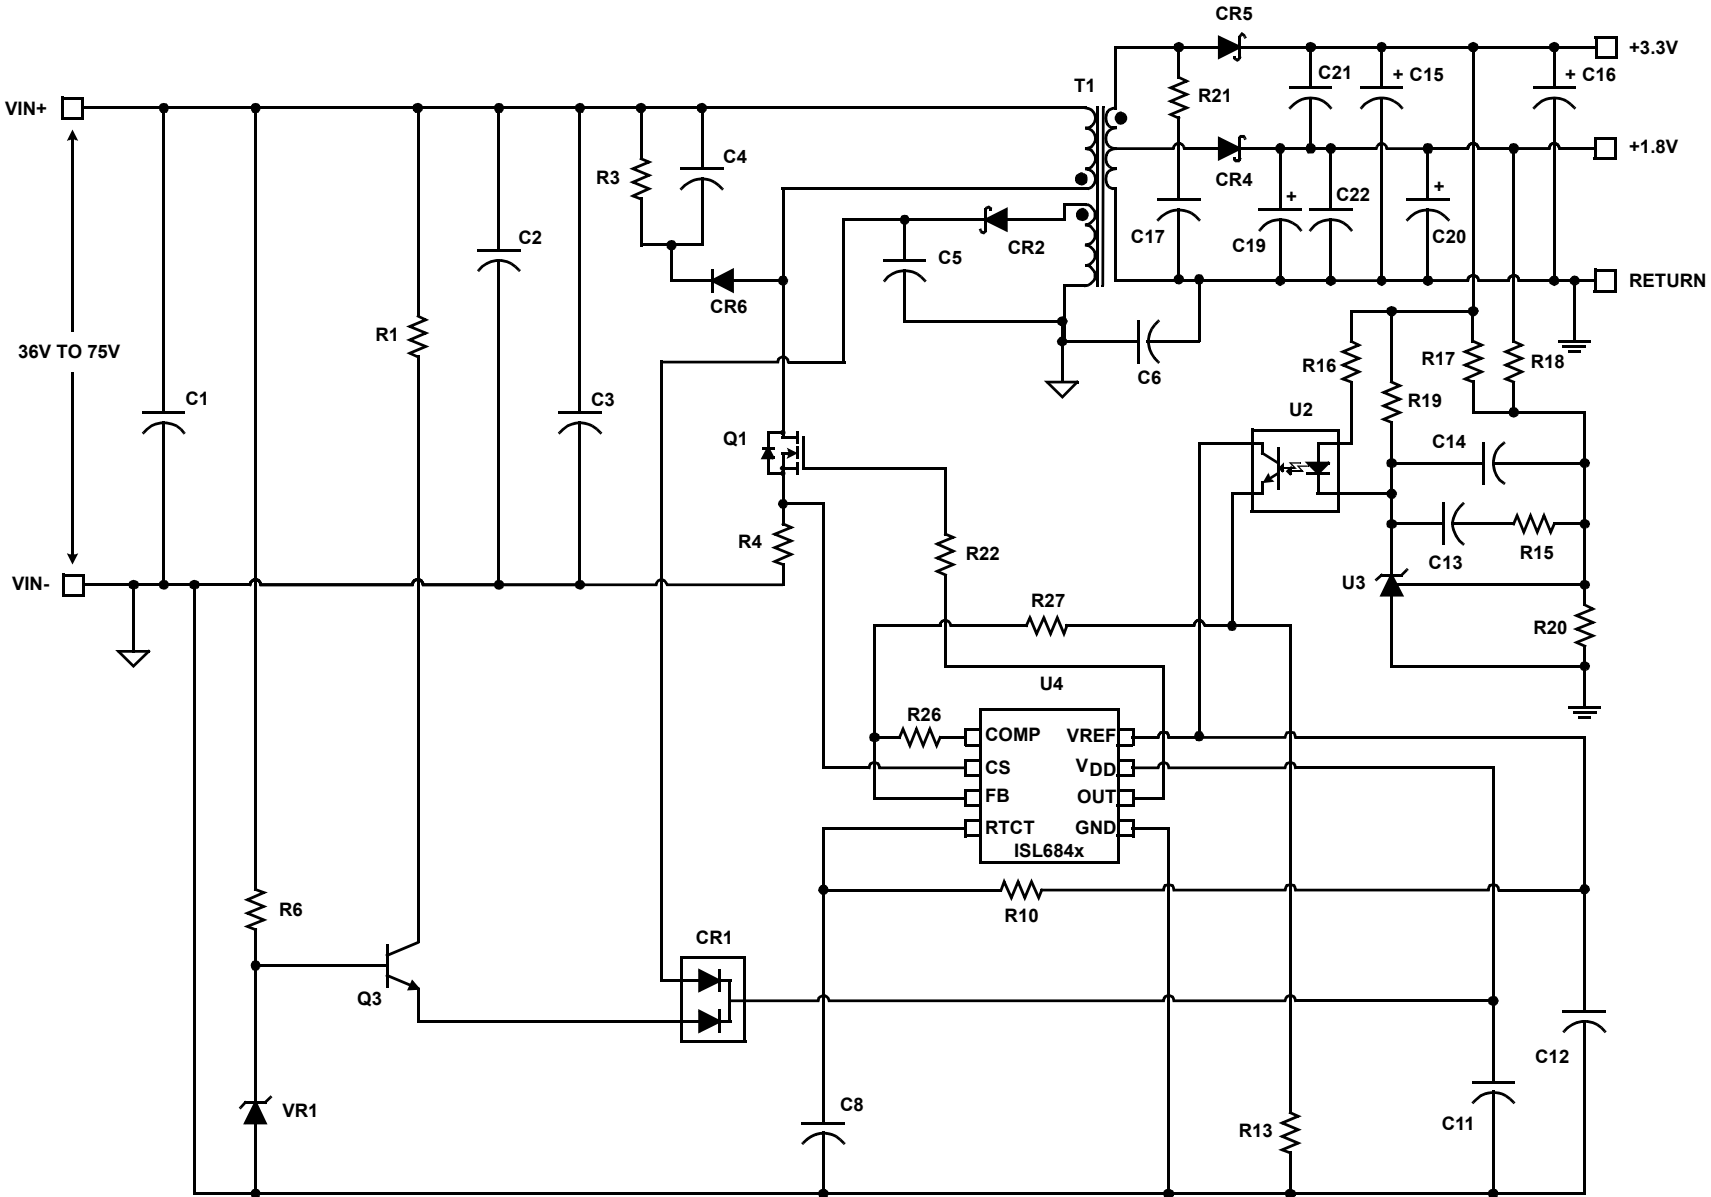 CR5
+3.3V
T1
C21
+ C15
+ C16
R21
VIN+
+1.8V
C4
R3
CR4
C22
+
+
C17
C19
C20
C2
CR2
C5
RETURN
CR6
R1
36V TO 75V
C6
R16
R17
R18
C1
C3
R19
U2
Q1
C14
R4
R22
C13
R15
VIN-
U3
R27
R20
U4
R26
COMP
VREF
CS
VDD
FB
OUT
RTCT
GND
ISL684x
R6
R10
CR1
Q3
C12
VR1
C8
C11
R13